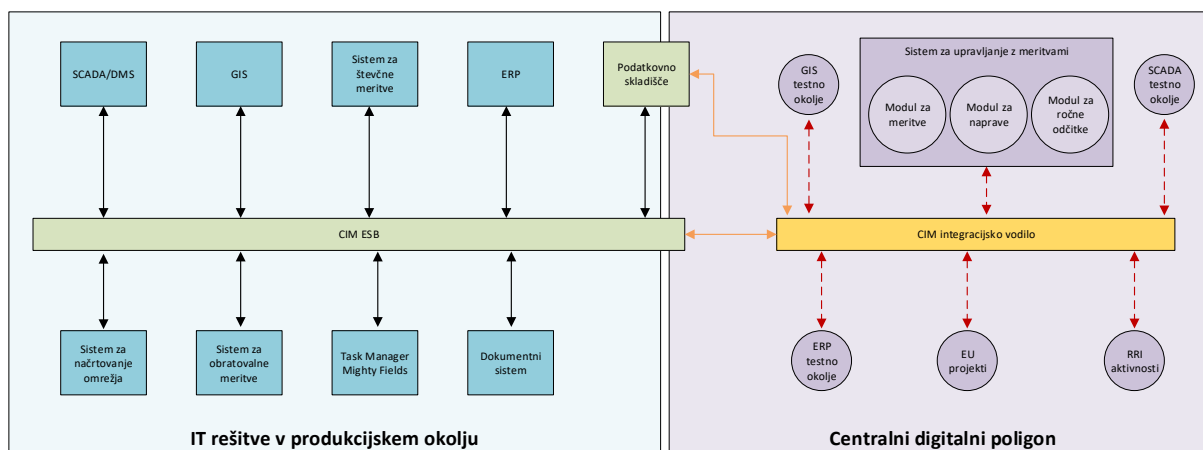 SCADA/DMS
GIS
Sistem za
števčne
meritve
ERP
Podatkovno
skladišče
CIM ESB
Sistem za
načrtovanje
omrežja
Sistem za
obratovalne
meritve
Task Manager
Mighty Fields
Dokumentni
sistem
IT rešitve v produkcijskem okolju
GIS
testno
okolje
Sistem za upravljanje z meritvami
Modul za
meritve
Modul za
naprave
Modul za
ročne
odčitke
SCADA
testno
okolje
CIM integracijsko vodilo
ERP
testno
okolje
EU
projekti
RRI
aktivnosti
Centralni digitalni poligon